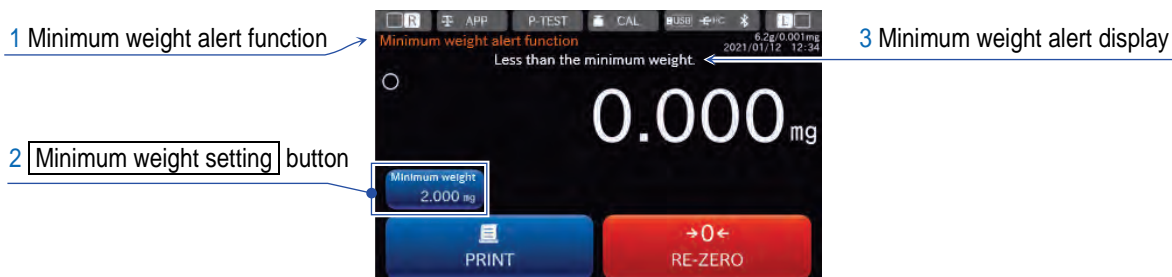 1 Minimum weight alert function
2 Minimum weight setting button
R APP P-TEST CAL USB HC L
Minimum weight alert function
6.2g/0.001mg
2021/01/12 12:34
Less than the minimum weight.
0.000 mg
Minimum weight
2.000 mg
PRINT
→0←
RE-ZERO
3 Minimum weight alert display